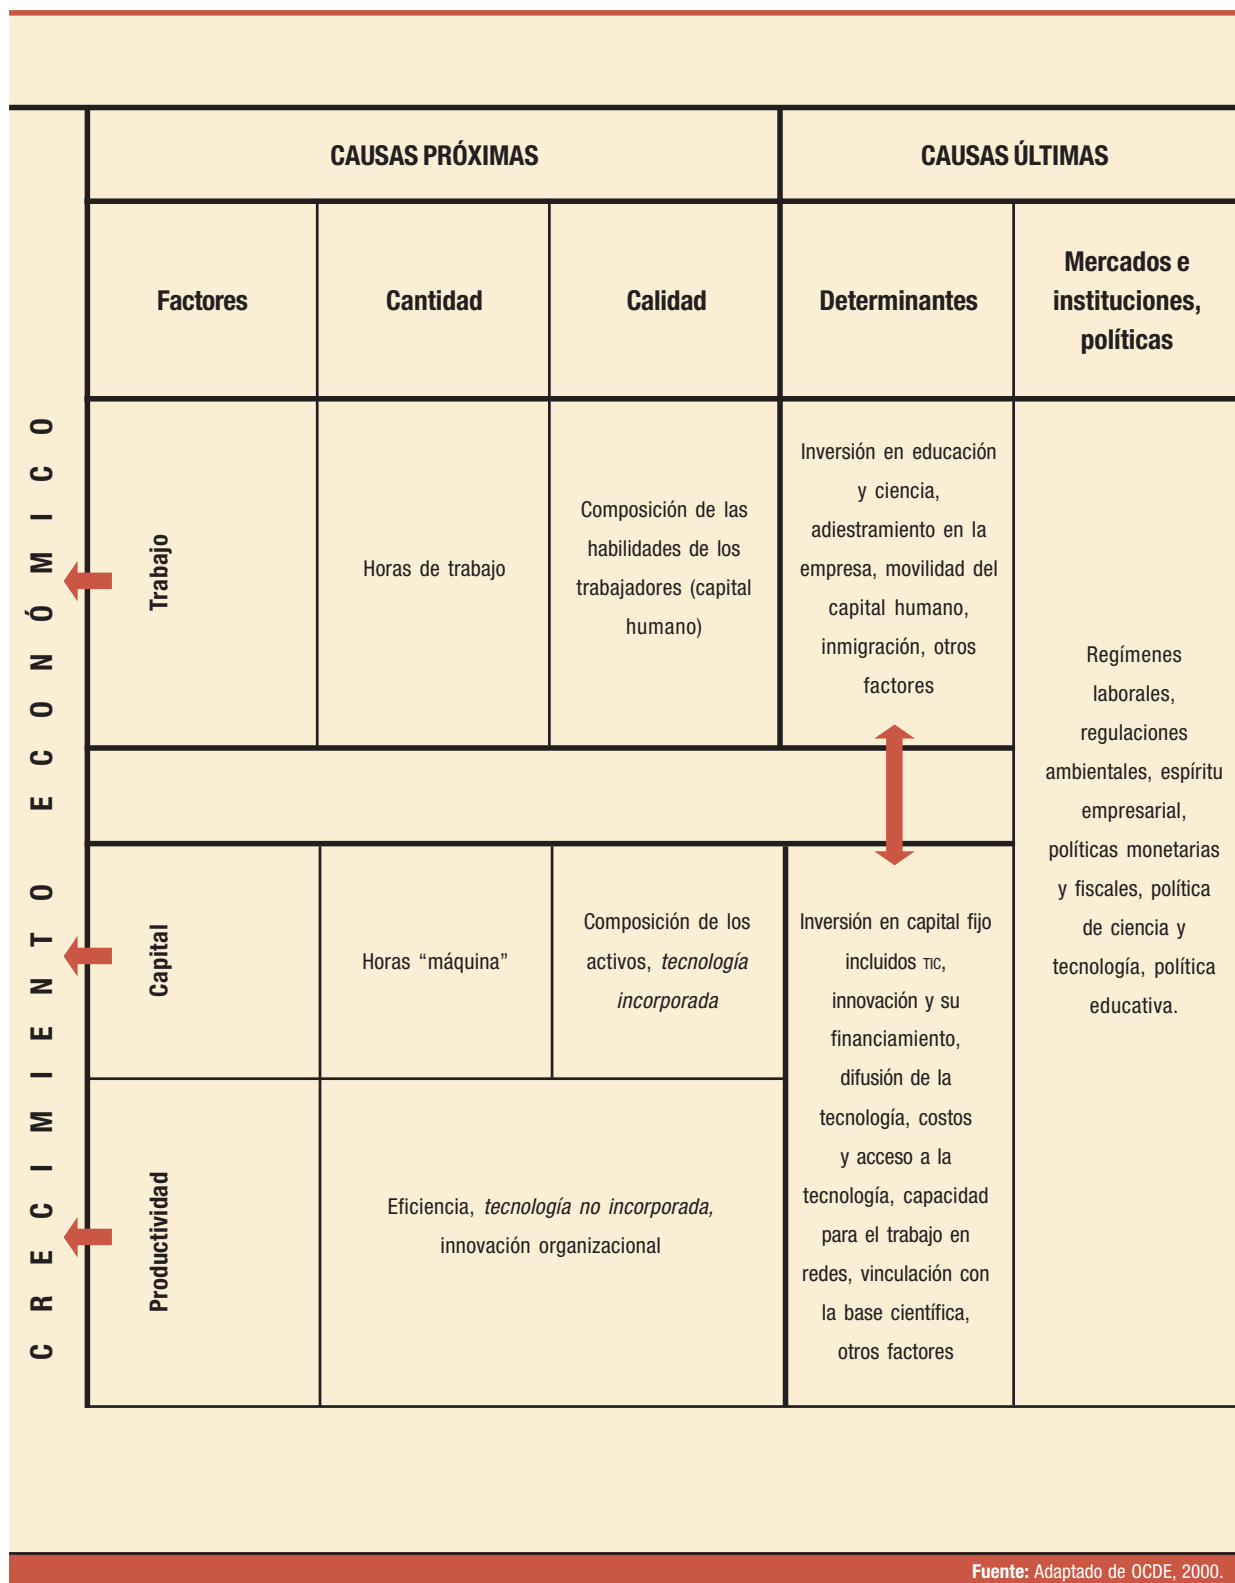 CAUSAS PRÓXIMAS
CAUSAS ÚLTIMAS
Factores
Cantidad
Calidad
Determinantes
Mercados e
instituciones,
políticas
CRECIMIENTO ECONÓMICO
Trabajo
Horas de trabajo
Composición de las
habilidades de los
trabajadores (capital
humano)
Inversión en educación
y ciencia,
adiestramiento en la
empresa, movilidad del
capital humano,
inmigración, otros
factores
Regímenes
laborales,
regulaciones
ambientales, espíritu
empresarial,
políticas monetarias
y fiscales, política
de ciencia y
tecnología, política
educativa.
Capital
Horas “máquina”
Composición de los
activos, tecnología
incorporada
Inversión en capital fijo
incluidos TIC,
innovación y su
financiamiento,
difusión de la
tecnología, costos
y acceso a la
tecnología, capacidad
para el trabajo en
redes, vinculación con
la base científica,
otros factores
Productividad
Eficiencia, tecnología no incorporada,
innovación organizacional
Fuente: Adaptado de OCDE, 2000.